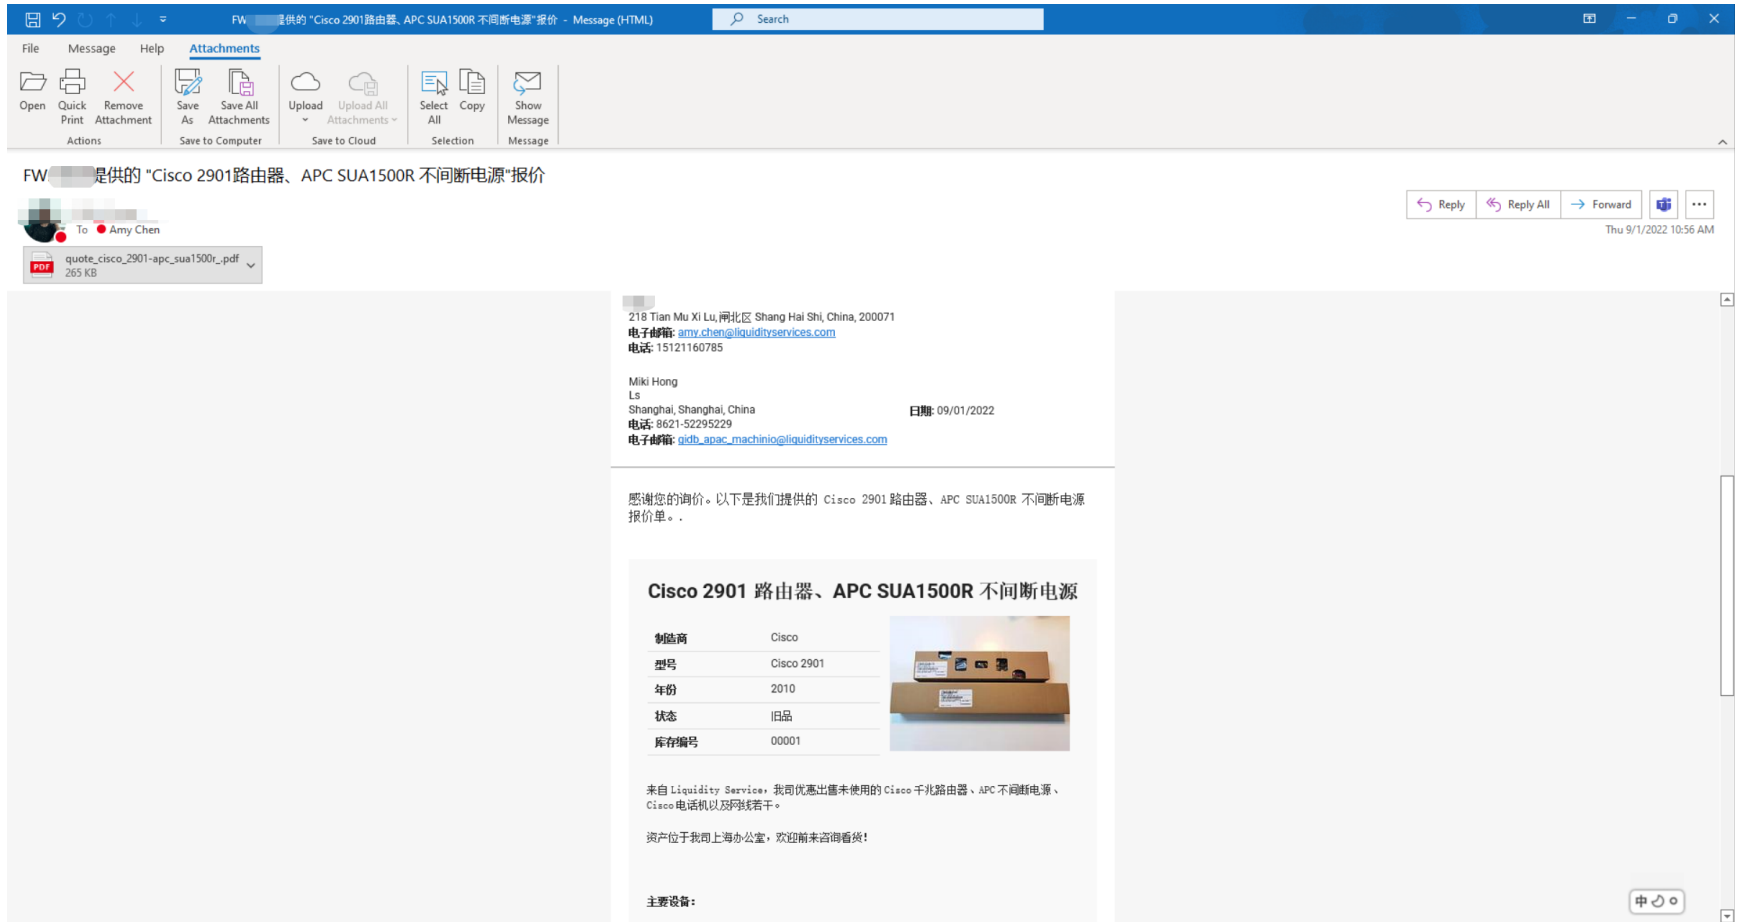 FW 提供的 "Cisco 2901路由器、APC SUA1500R 不间断电源"报价 - Message (HTML)
Search
File Message Help Attachments
Open
Quick Print
Remove Attachment
Save As
Save All Attachments
Upload
Upload All Attachments
Select All
Copy
Show Message
Actions
Save to Computer
Save to Cloud
Selection
Message
FW 提供的 "Cisco 2901路由器、APC SUA1500R 不间断电源"报价
Reply
Reply All
Forward
To Amy Chen
Thu 9/1/2022 10:56 AM
PDF
quote_cisco_2901-apc_sua1500r_.pdf
265 KB
218 Tian Mu Xi Lu, 闸北区 Shang Hai Shi, China, 200071
电子邮箱: amy.chen@liquidityservices.com
电话: 15121160785
Miki Hong
Ls
Shanghai, Shanghai, China
日期: 09/01/2022
电话: 8621-52295229
电子邮箱: gidb_apac_machinio@liquidityservices.com
感谢您的询价。以下是我们提供的 Cisco 2901路由器、APC SUA1500R 不间断电源
报价单。.
Cisco 2901 路由器、APC SUA1500R 不间断电源
制造商 Cisco
型号 Cisco 2901
年份 2010
状态 旧品
库存编号 00001
来自 Liquidity Service，我司优惠出售未使用的 Cisco 千兆路由器、APC 不间断电源、
Cisco 电话机以及网线若干。
资产位于我司上海办公室，欢迎前来咨询看货！
主要设备：
中